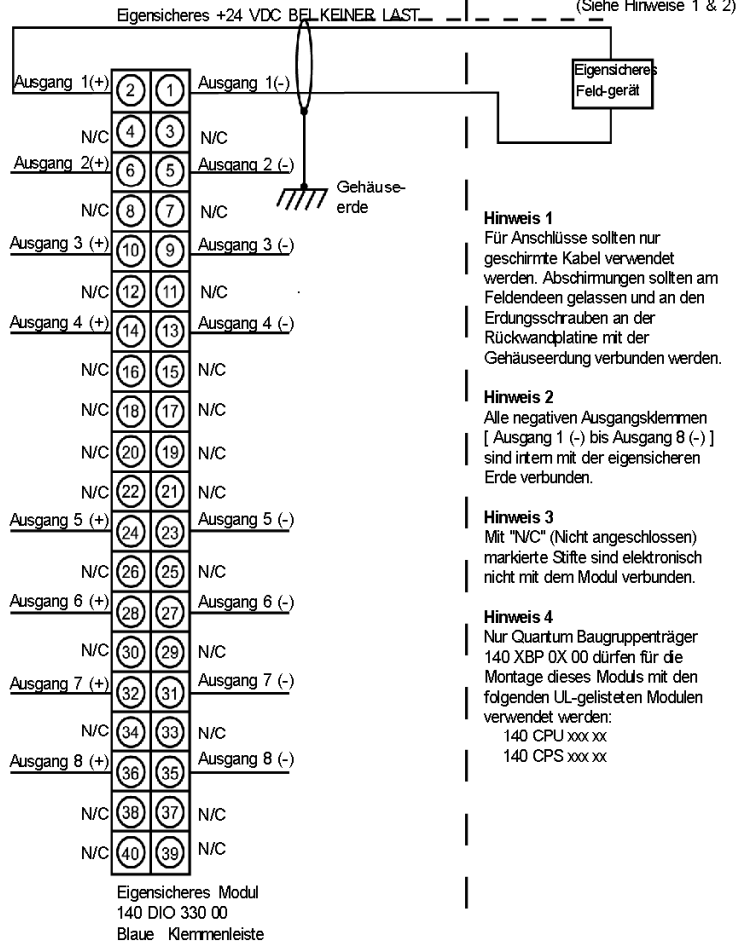 (Siehe Hinweise 1 & 2)
Eigensicheres +24 VDC BEI KEINER LAST
Eigensicheres
Feld-gerät
Ausgang 1(+) 2 1 Ausgang 1(-)
N/C 4 3 N/C
Ausgang 2(+) 6 5 Ausgang 2 (-)
Gehäuse-
erde
N/C 8 7 N/C
Ausgang 3 (+) 10 9 Ausgang 3 (-)
N/C 12 11 N/C
Ausgang 4 (+) 14 13 Ausgang 4 (-)
N/C 16 15 N/C
N/C 18 17 N/C
N/C 20 19 N/C
N/C 22 21 N/C
Ausgang 5 (+) 24 23 Ausgang 5 (-)
N/C 26 25 N/C
Ausgang 6 (+) 28 27 Ausgang 6 (-)
N/C 30 29 N/C
Ausgang 7 (+) 32 31 Ausgang 7 (-)
N/C 34 33 N/C
Ausgang 8 (+) 36 35 Ausgang 8 (-)
N/C 38 37 N/C
N/C 40 39 N/C
Eigensicheres Modul
140 DIO 330 00
Blaue Klemmenleiste
Hinweis 1
Für Anschlüsse sollten nur
geschirmte Kabel verwendet
werden. Abschirmungen sollten am
Feldendeen gelassen und an den
Erdungsschrauben an der
Rückwandplatine mit der
Gehäuseerdung verbunden werden.
Hinweis 2
Alle negativen Ausgangsklemmen
[ Ausgang 1 (-) bis Ausgang 8 (-) ]
sind intern mit der eigensicheren
Erde verbunden.
Hinweis 3
Mit "N/C" (Nicht angeschlossen)
markierte Stifte sind elektronisch
nicht mit dem Modul verbunden.
Hinweis 4
Nur Quantum Baugruppenträger
140 XBP 0X 00 dürfen für die
Montage dieses Moduls mit den
folgenden UL-gelisteten Modulen
verwendet werden:
140 CPU xxx xx
140 CPS xxx xx